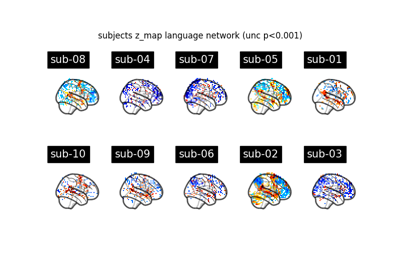 subjects z_map language network (unc p<0.001)
sub-08 sub-04 sub-07 sub-05 sub-01
sub-10 sub-09 sub-06 sub-02 sub-03